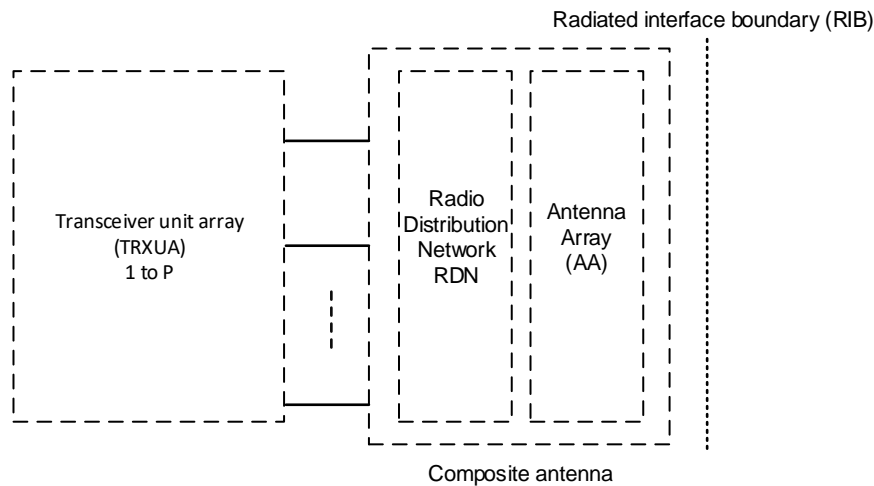 Radiated interface boundary (RIB)
Transceiver unit array
(TRXUA)
1 to P
Radio
Distribution
Network
RDN
Antenna
Array
(AA)
Composite antenna